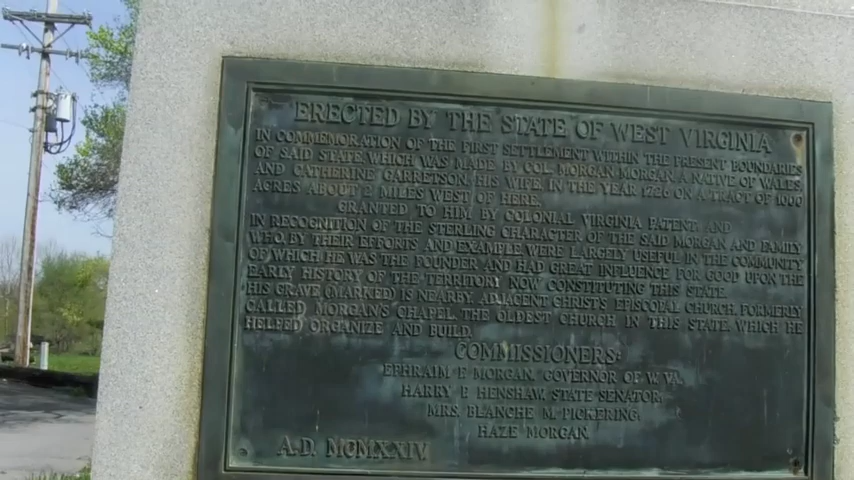 ERECTED BY THE STATE OF WEST VIRGINIA
IN COMMEMORATION OF THE FIRST SETTLEMENT WITHIN THE PRESENT BOUNDARIES
OF SAID STATE, WHICH WAS MADE BY COL. MORGAN MORGAN, A NATIVE OF WALES,
AND CATHERINE GARRETSON, HIS WIFE, IN THE YEAR 1726 ON A TRACT OF 1000
ACRES ABOUT 2 MILES WEST OF HERE,
GRANTED TO HIM BY COLONIAL VIRGINIA PATENT; AND
IN RECOGNITION OF THE STERLING CHARACTER OF THE SAID MORGAN AND FAMILY
WHO, BY THEIR EFFORTS AND EXAMPLE WERE LARGELY USEFUL IN THE COMMUNITY
OF WHICH HE WAS THE FOUNDER AND HAD GREAT INFLUENCE FOR GOOD UPON THE
EARLY HISTORY OF THE TERRITORY NOW CONSTITUTING THIS STATE.
HIS GRAVE (MARKED) IS NEARBY, ADJACENT CHRIST'S EPISCOPAL CHURCH, FORMERLY
CALLED MORGAN'S CHAPEL, THE OLDEST CHURCH IN THIS STATE, WHICH HE
HELPED ORGANIZE AND BUILD.
COMMISSIONERS:
EPHRAIM F. MORGAN, GOVERNOR OF W. VA.
HARRY P. HENSHAW, STATE SENATOR.
MRS. BLANCHE M. PICKERING.
HAZE MORGAN.
A.D. MCMXXIV